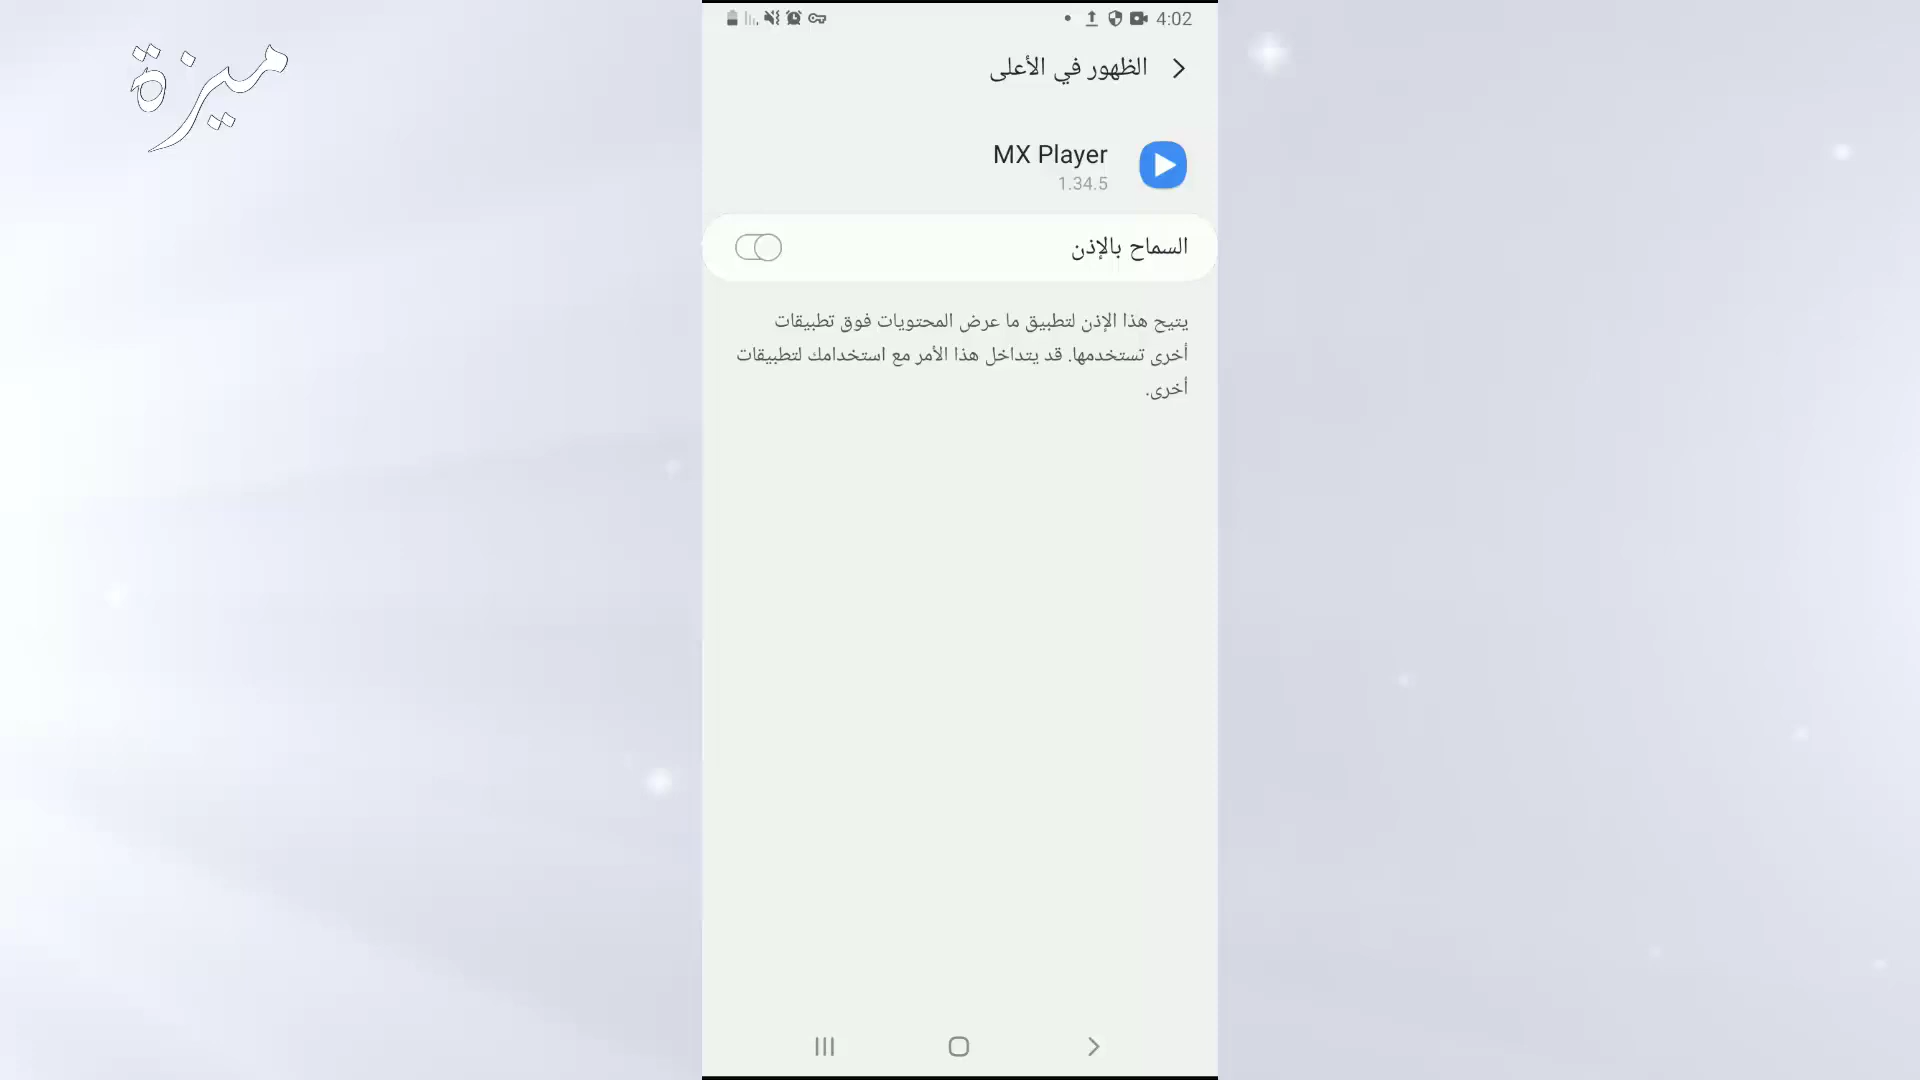 ميزة
4:02
الظهور في الأعلى
MX Player
1.34.5
السماح بالإذن
يتيح هذا الإذن لتطبيق ما عرض المحتويات فوق تطبيقات
أخرى تستخدمها. قد يتداخل هذا الأمر مع استخدامك لتطبيقات
أخرى.